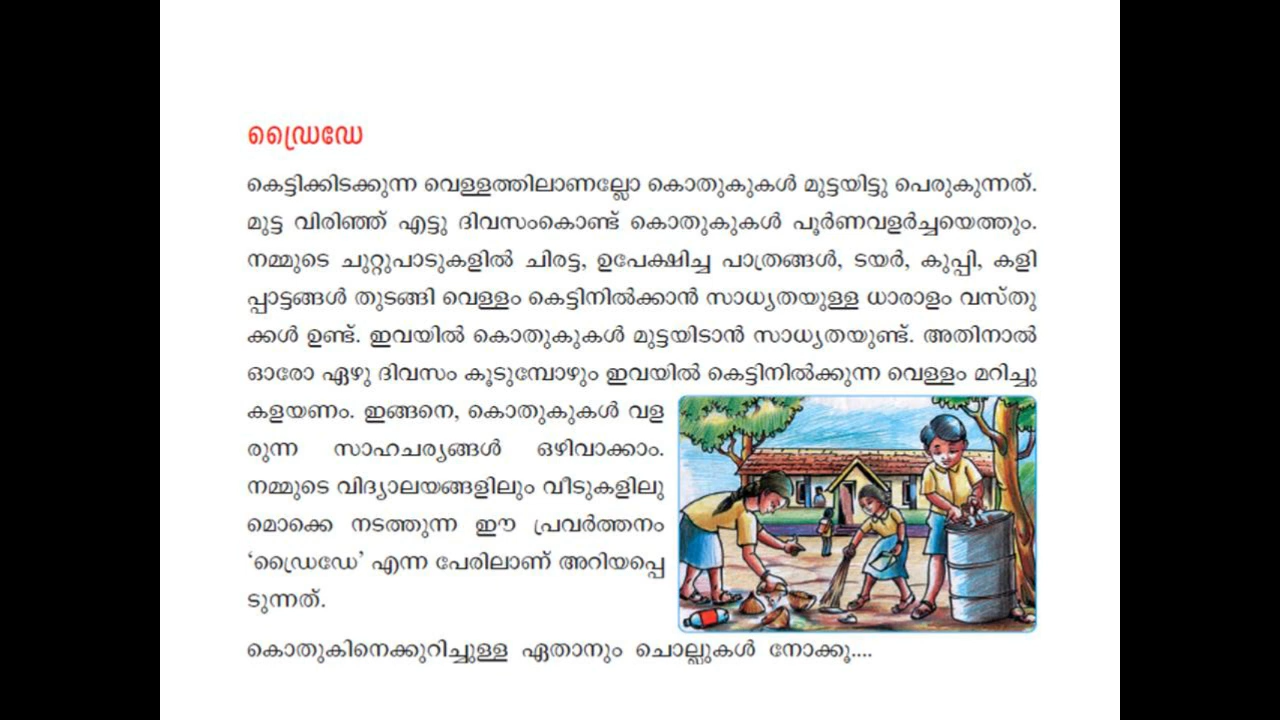 ഡ്രൈഡേ
കെട്ടിക്കിടക്കുന്ന വെള്ളത്തിലാണല്ലോ കൊതുകുകൾ മുട്ടയിട്ടു പെരുകുന്നത്.
മുട്ട വിരിഞ്ഞ് എട്ടു ദിവസംകൊണ്ട് കൊതുകുകൾ പൂർണവളർച്ചയെത്തും.
നമ്മുടെ ചുറ്റുപാടുകളിൽ ചിരട്ട, ഉപേക്ഷിച്ച പാത്രങ്ങൾ, ടയർ, കുപ്പി, കളി
പ്പാട്ടങ്ങൾ തുടങ്ങി വെള്ളം കെട്ടിനിൽക്കാൻ സാധ്യതയുള്ള ധാരാളം വസ്തു
ക്കൾ ഉണ്ട്. ഇവയിൽ കൊതുകുകൾ മുട്ടയിടാൻ സാധ്യതയുണ്ട്. അതിനാൽ
ഓരോ ഏഴു ദിവസം കൂടുമ്പോഴും ഇവയിൽ കെട്ടിനിൽക്കുന്ന വെള്ളം മറിച്ചു
കളയണം. ഇങ്ങനെ, കൊതുകുകൾ വള
രുന്ന സാഹചര്യങ്ങൾ ഒഴിവാക്കാം.
നമ്മുടെ വിദ്യാലയങ്ങളിലും വീടുകളിലു
മൊക്കെ നടത്തുന്ന ഈ പ്രവർത്തനം
‘ഡ്രൈഡേ’ എന്ന പേരിലാണ് അറിയപ്പെ
ടുന്നത്.
കൊതുകിനെക്കുറിച്ചുള്ള ഏതാനും ചൊല്ലുകൾ നോക്കൂ....